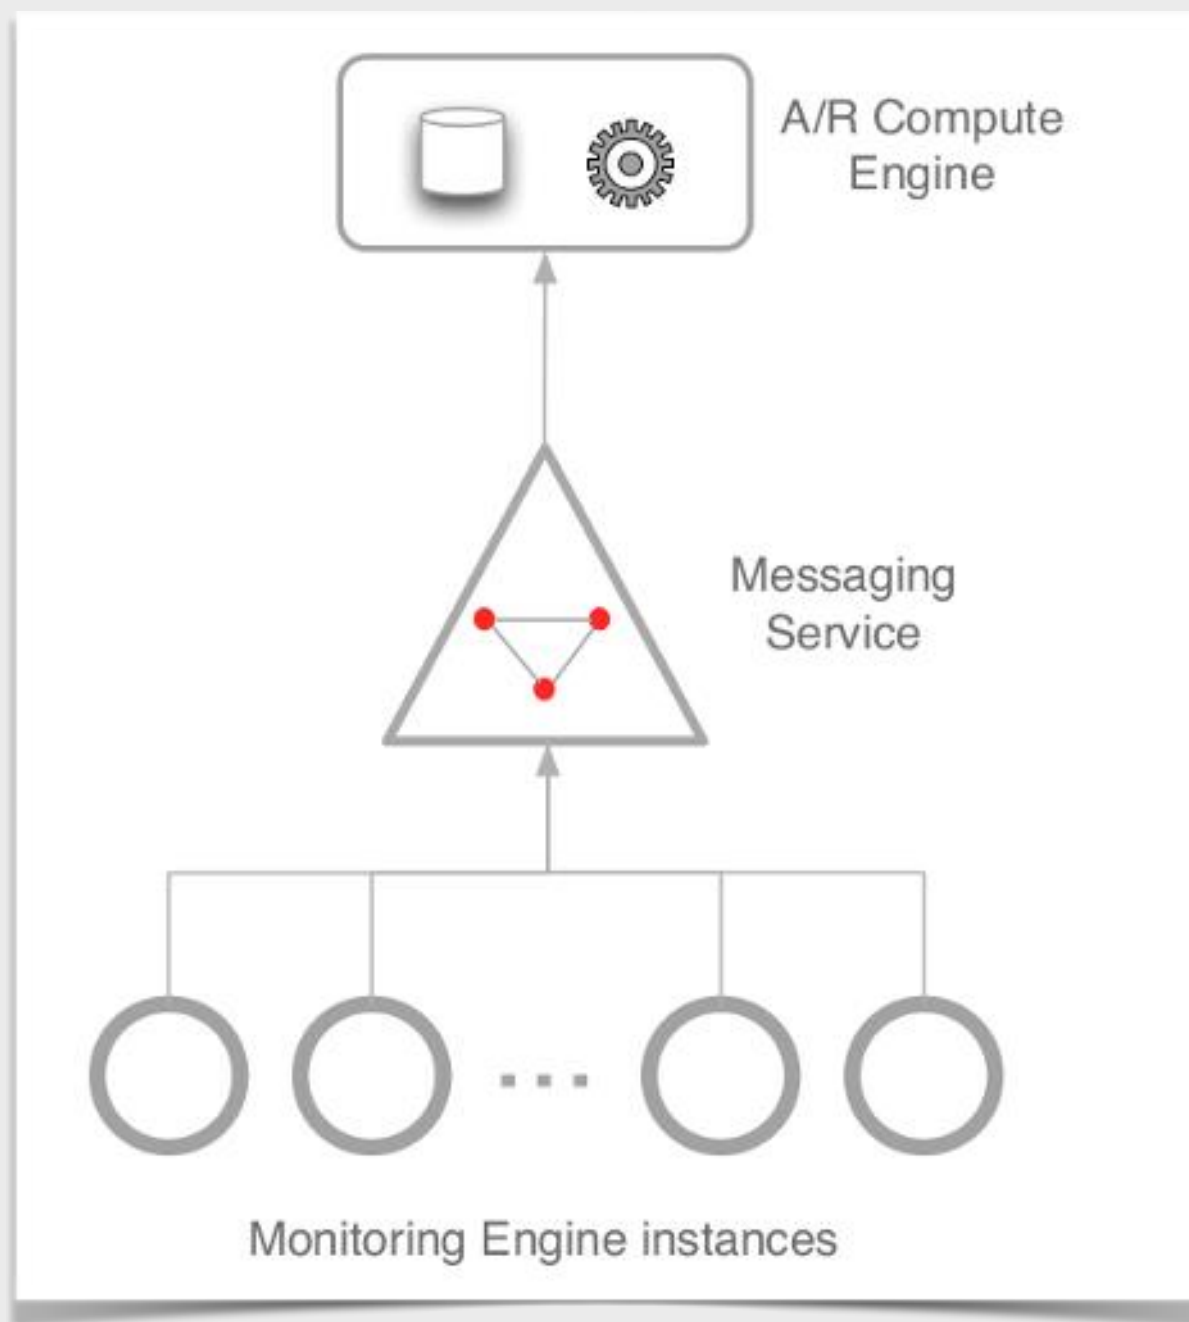 A/R Compute
Engine
Messaging
Service
Monitoring Engine instances